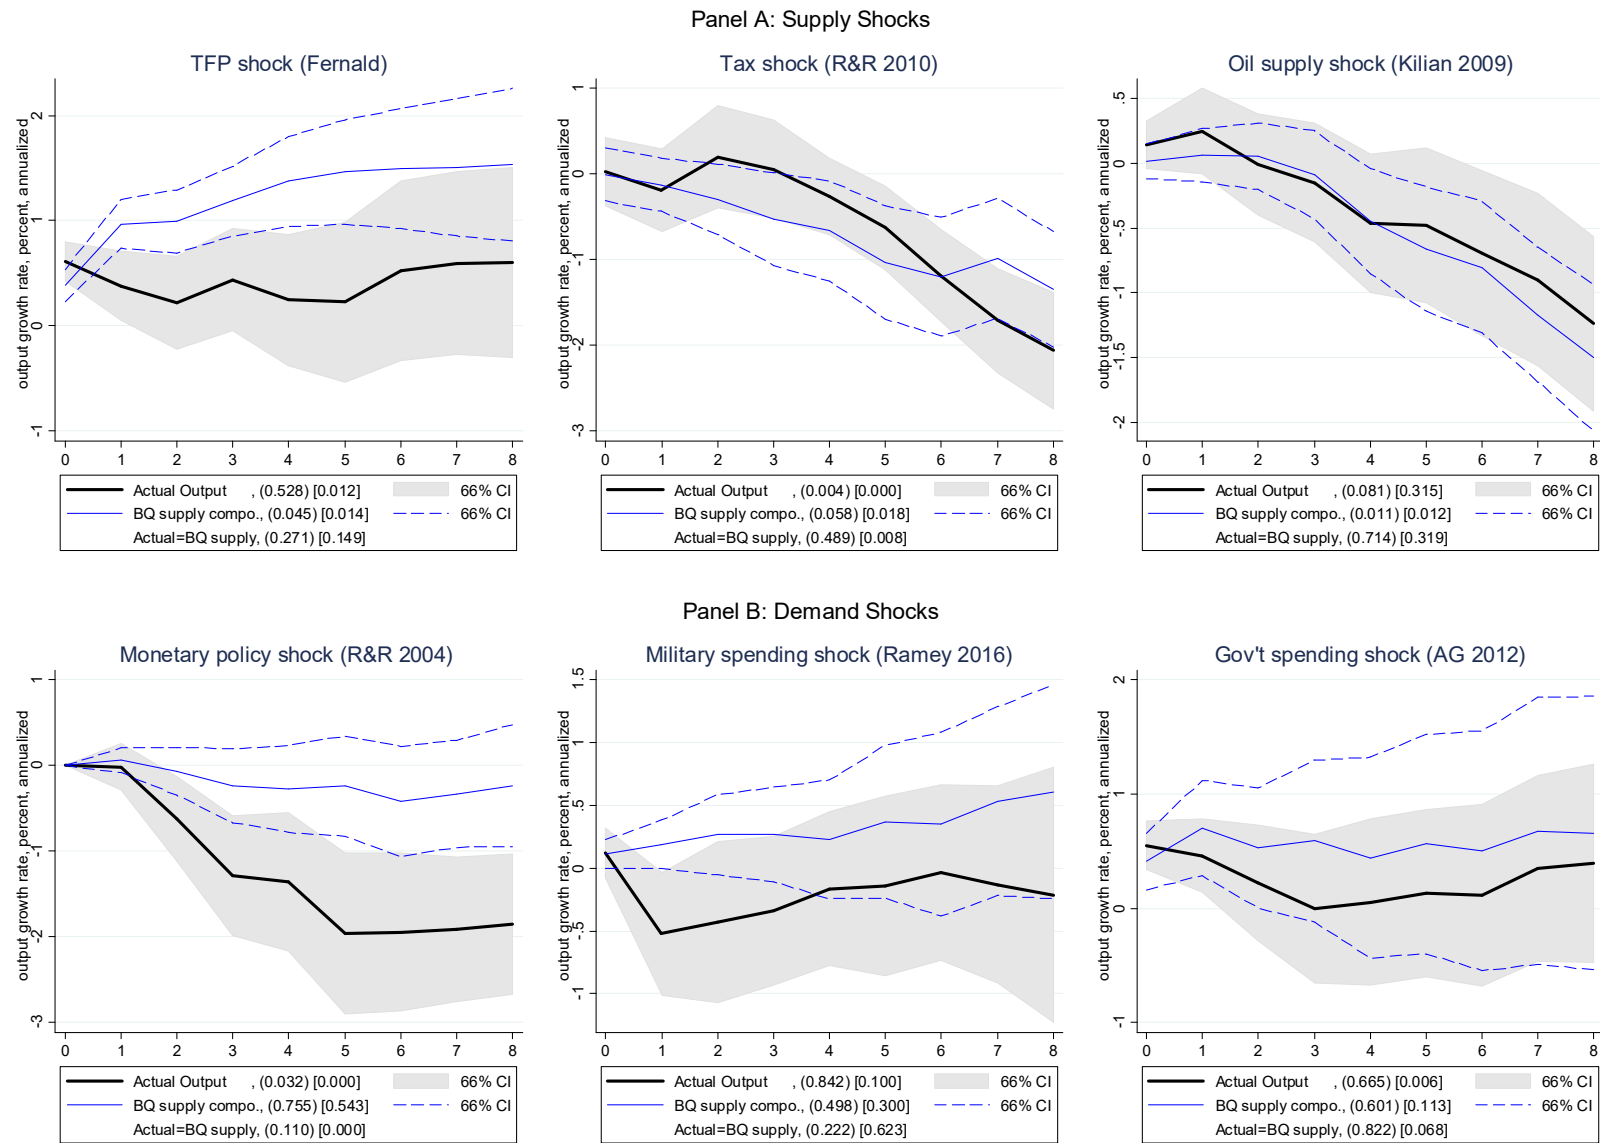 Panel A: Supply Shocks
TFP shock (Fernald)
output growth rate, percent, annualized
2
1
0
-1
0 1 2 3 4 5 6 7 8
Actual Output , (0.528) [0.012] 66% CI
BQ supply compo., (0.045) [0.014] 66% CI
Actual=BQ supply, (0.271) [0.149]
Tax shock (R&R 2010)
output growth rate, percent, annualized
1
0
-1
-2
-3
0 1 2 3 4 5 6 7 8
Actual Output , (0.004) [0.000] 66% CI
BQ supply compo., (0.058) [0.018] 66% CI
Actual=BQ supply, (0.489) [0.008]
Oil supply shock (Kilian 2009)
output growth rate, percent, annualized
.5
0
-.5
-1
-1.5
-2
0 1 2 3 4 5 6 7 8
Actual Output , (0.081) [0.315] 66% CI
BQ supply compo., (0.011) [0.012] 66% CI
Actual=BQ supply, (0.714) [0.319]
Panel B: Demand Shocks
Monetary policy shock (R&R 2004)
output growth rate, percent, annualized
1
0
-1
-2
-3
0 1 2 3 4 5 6 7 8
Actual Output , (0.032) [0.000] 66% CI
BQ supply compo., (0.755) [0.543] 66% CI
Actual=BQ supply, (0.110) [0.000]
Military spending shock (Ramey 2016)
output growth rate, percent, annualized
1.5
1
.5
0
-.5
-1
0 1 2 3 4 5 6 7 8
Actual Output , (0.842) [0.100] 66% CI
BQ supply compo., (0.498) [0.300] 66% CI
Actual=BQ supply, (0.222) [0.623]
Gov't spending shock (AG 2012)
output growth rate, percent, annualized
2
1
0
-1
0 1 2 3 4 5 6 7 8
Actual Output , (0.665) [0.006] 66% CI
BQ supply compo., (0.601) [0.113] 66% CI
Actual=BQ supply, (0.822) [0.068]